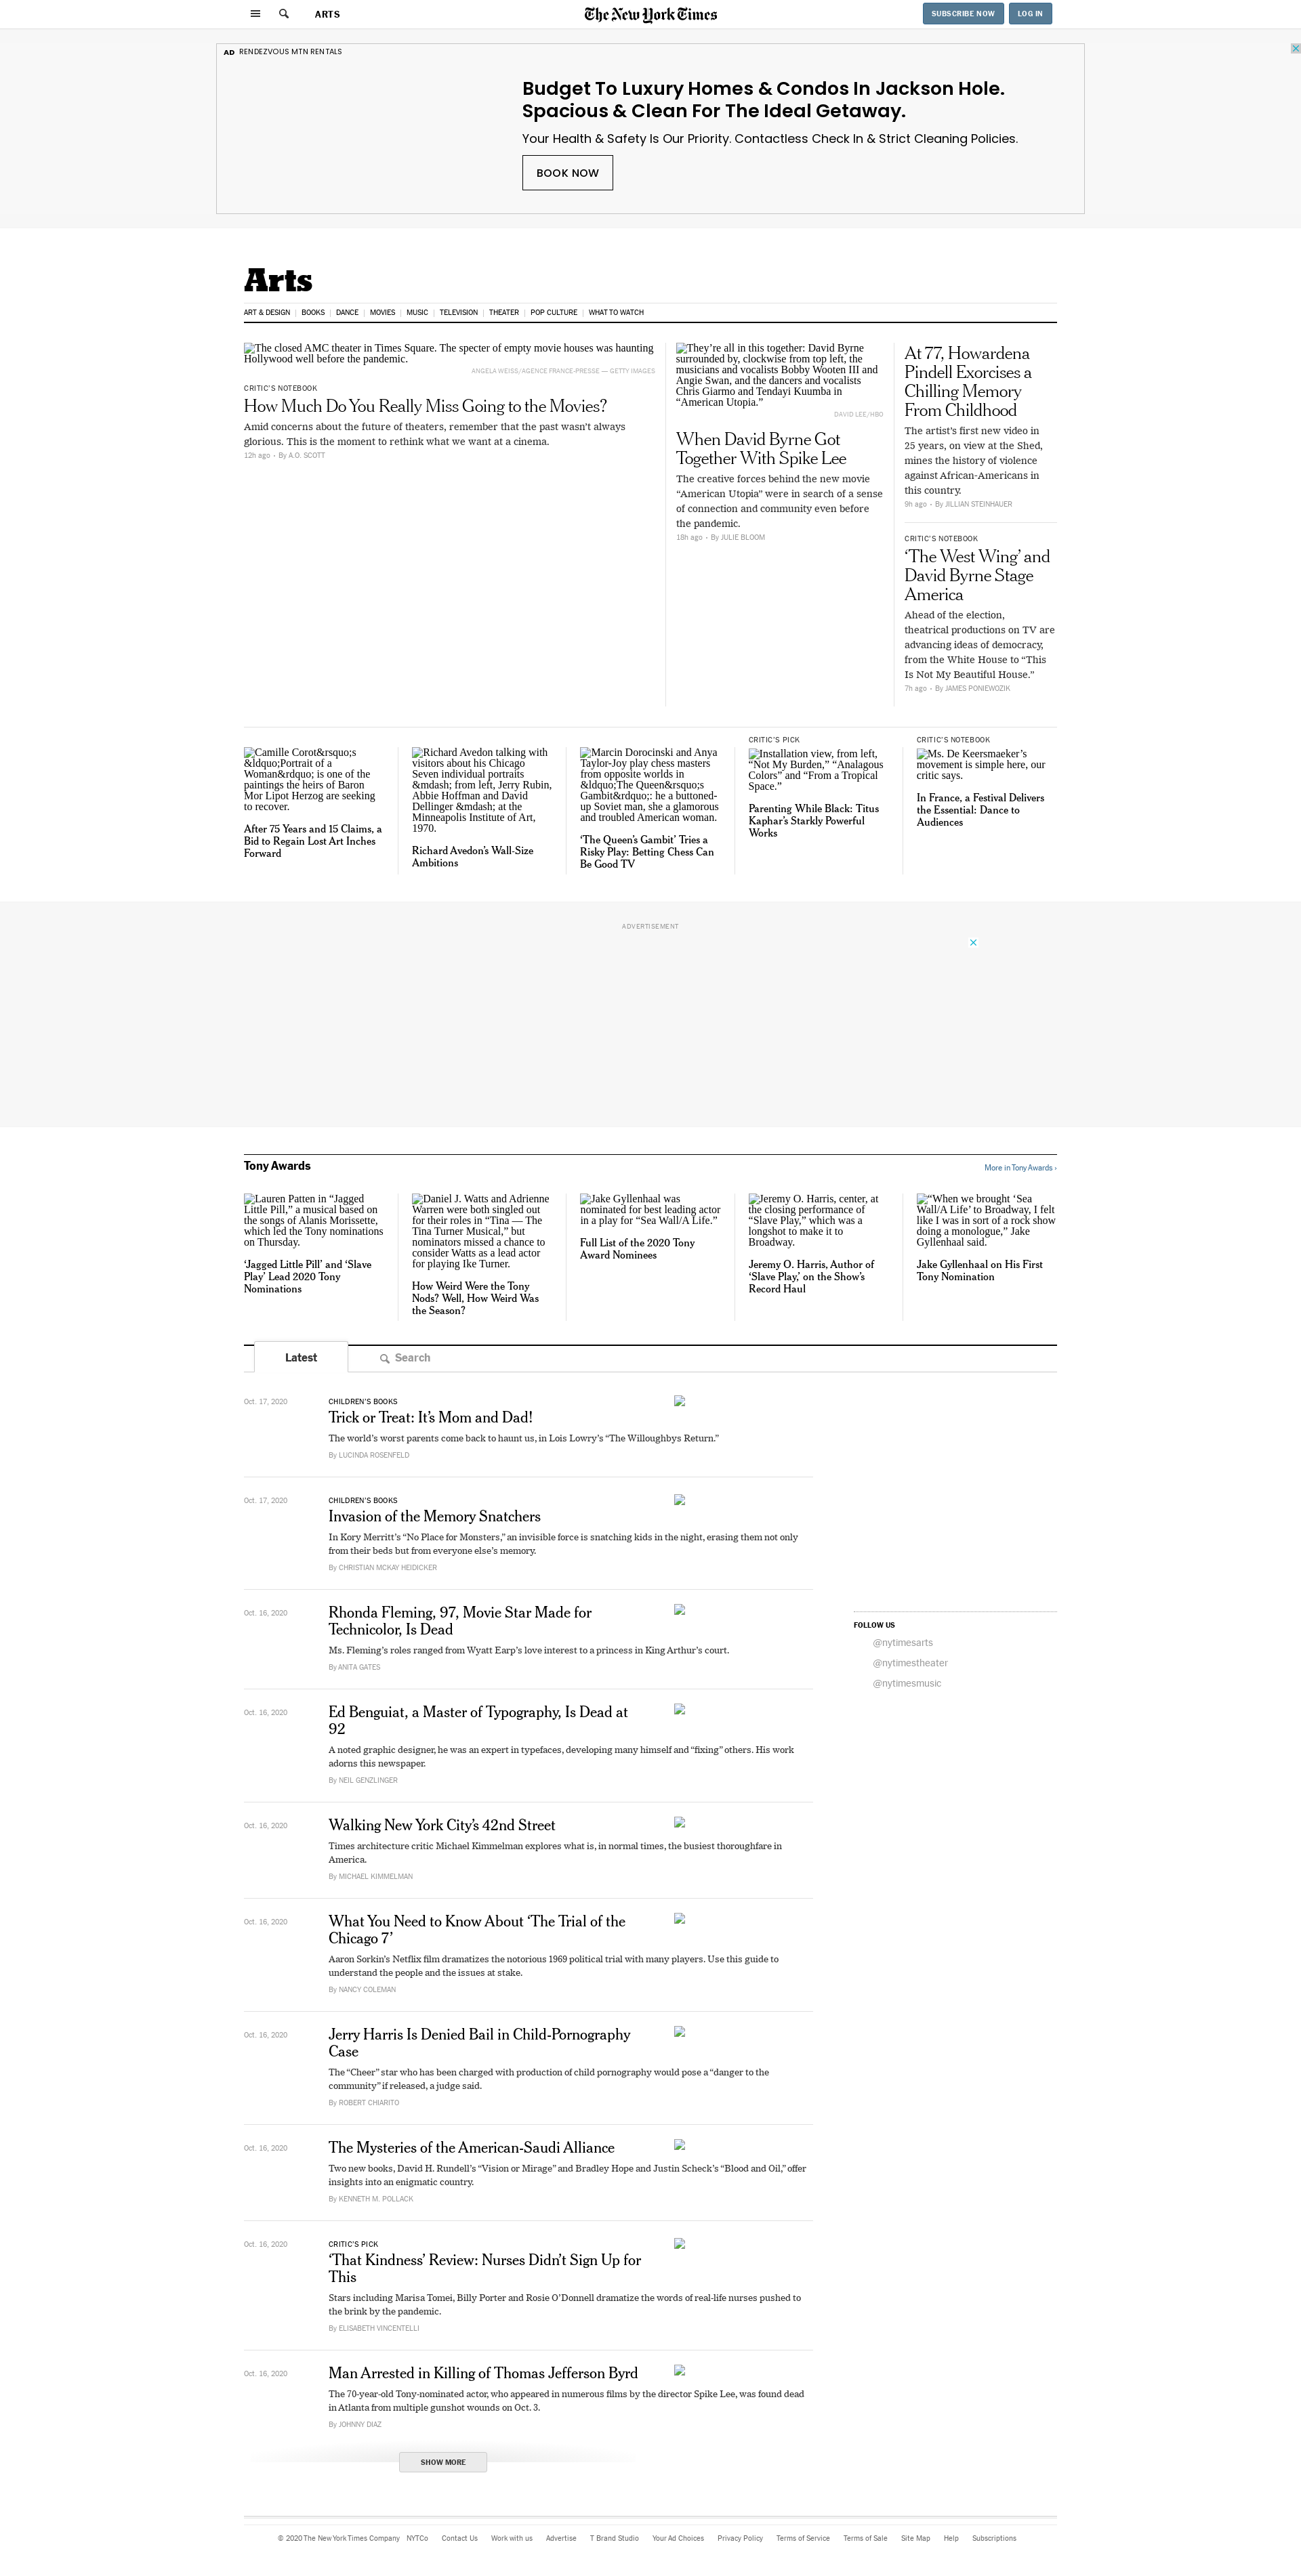 ARTS
The New York Times
SUBSCRIBE NOW
LOG IN
AD RENDEZVOUS MTN RENTALS
Budget To Luxury Homes & Condos In Jackson Hole.
Spacious & Clean For The Ideal Getaway.
Your Health & Safety Is Our Priority. Contactless Check In & Strict Cleaning Policies.
BOOK NOW
Arts
ART & DESIGN | BOOKS | DANCE | MOVIES | MUSIC | TELEVISION | THEATER | POP CULTURE | WHAT TO WATCH
The closed AMC theater in Times Square. The specter of empty movie houses was haunting
Hollywood well before the pandemic.
ANGELA WEISS/AGENCE FRANCE-PRESSE — GETTY IMAGES
CRITIC'S NOTEBOOK
How Much Do You Really Miss Going to the Movies?
Amid concerns about the future of theaters, remember that the past wasn't always
glorious. This is the moment to rethink what we want at a cinema.
12h ago • By A.O. SCOTT
They're all in this together: David Byrne
surrounded by, clockwise from top left, the
musicians and vocalists Bobby Wooten III and
Angie Swan, and the dancers and vocalists
Chris Giarmo and Tendayi Kuumba in
“American Utopia.”
DAVID LEE/HBO
When David Byrne Got
Together With Spike Lee
The creative forces behind the new movie
“American Utopia” were in search of a sense
of connection and community even before
the pandemic.
18h ago • By JULIE BLOOM
At 77, Howardena
Pindell Exorcises a
Chilling Memory
From Childhood
The artist's first new video in
25 years, on view at the Shed,
mines the history of violence
against African-Americans in
this country.
9h ago • By JILLIAN STEINHAUER
CRITIC'S NOTEBOOK
‘The West Wing’ and
David Byrne Stage
America
Ahead of the election,
theatrical productions on TV are
advancing ideas of democracy,
from the White House to “This
Is Not My Beautiful House.”
7h ago • By JAMES PONIEWOZIK
Camille Corot&rsquo;s
&ldquo;Portrait of a
Woman&rdquo; is one of the
paintings the heirs of Baron
Mor Lipot Herzog are seeking
to recover.
After 75 Years and 15 Claims, a
Bid to Regain Lost Art Inches
Forward
Richard Avedon talking with
visitors about his Chicago
Seven individual portraits
&mdash; from left, Jerry Rubin,
Abbie Hoffman and David
Dellinger &mdash; at the
Minneapolis Institute of Art,
1970.
Richard Avedon's Wall-Size
Ambitions
Marcin Dorocinski and Anya
Taylor-Joy play chess masters
from opposite worlds in
&ldquo;The Queen&rsquo;s
Gambit&rdquo;: he a buttoned-
up Soviet man, she a glamorous
and troubled American woman.
‘The Queen's Gambit’ Tries a
Risky Play: Betting Chess Can
Be Good TV
CRITIC'S PICK
Installation view, from left,
“Not My Burden,” “Analagous
Colors” and “From a Tropical
Space.”
Parenting While Black: Titus
Kaphar's Starkly Powerful
Works
CRITIC'S NOTEBOOK
Ms. De Keersmaeker's
movement is simple here, our
critic says.
In France, a Festival Delivers
the Essential: Dance to
Audiences
ADVERTISEMENT
Tony Awards
More in Tony Awards ›
Lauren Patten in “Jagged
Little Pill,” a musical based on
the songs of Alanis Morissette,
which led the Tony nominations
on Thursday.
‘Jagged Little Pill’ and ‘Slave
Play’ Lead 2020 Tony
Nominations
Daniel J. Watts and Adrienne
Warren were both singled out
for their roles in “Tina — The
Tina Turner Musical,” but
nominators missed a chance to
consider Watts as a lead actor
for playing Ike Turner.
How Weird Were the Tony
Nods? Well, How Weird Was
the Season?
Jake Gyllenhaal was
nominated for best leading actor
in a play for “Sea Wall/A Life.”
Full List of the 2020 Tony
Award Nominees
Jeremy O. Harris, center, at
the closing performance of
“Slave Play,” which was a
longshot to make it to
Broadway.
Jeremy O. Harris, Author of
‘Slave Play,’ on the Show's
Record Haul
“When we brought ‘Sea
Wall/A Life’ to Broadway, I felt
like I was in sort of a rock show
doing a monologue,” Jake
Gyllenhaal said.
Jake Gyllenhaal on His First
Tony Nomination
Latest
Search
Oct. 17, 2020
CHILDREN'S BOOKS
Trick or Treat: It's Mom and Dad!
The world's worst parents come back to haunt us, in Lois Lowry's “The Willoughbys Return.”
By LUCINDA ROSENFELD
Oct. 17, 2020
CHILDREN'S BOOKS
Invasion of the Memory Snatchers
In Kory Merritt's “No Place for Monsters,” an invisible force is snatching kids in the night, erasing them not only
from their beds but from everyone else's memory.
By CHRISTIAN MCKAY HEIDICKER
Oct. 16, 2020
Rhonda Fleming, 97, Movie Star Made for
Technicolor, Is Dead
Ms. Fleming's roles ranged from Wyatt Earp's love interest to a princess in King Arthur's court.
By ANITA GATES
FOLLOW US
@nytimesarts
@nytimestheater
@nytimesmusic
Oct. 16, 2020
Ed Benguiat, a Master of Typography, Is Dead at
92
A noted graphic designer, he was an expert in typefaces, developing many himself and “fixing” others. His work
adorns this newspaper.
By NEIL GENZLINGER
Oct. 16, 2020
Walking New York City's 42nd Street
Times architecture critic Michael Kimmelman explores what is, in normal times, the busiest thoroughfare in
America.
By MICHAEL KIMMELMAN
Oct. 16, 2020
What You Need to Know About ‘The Trial of the
Chicago 7’
Aaron Sorkin's Netflix film dramatizes the notorious 1969 political trial with many players. Use this guide to
understand the people and the issues at stake.
By NANCY COLEMAN
Oct. 16, 2020
Jerry Harris Is Denied Bail in Child-Pornography
Case
The “Cheer” star who has been charged with production of child pornography would pose a “danger to the
community” if released, a judge said.
By ROBERT CHIARITO
Oct. 16, 2020
The Mysteries of the American-Saudi Alliance
Two new books, David H. Rundell's “Vision or Mirage” and Bradley Hope and Justin Scheck's “Blood and Oil,” offer
insights into an enigmatic country.
By KENNETH M. POLLACK
Oct. 16, 2020
CRITIC'S PICK
‘That Kindness’ Review: Nurses Didn't Sign Up for
This
Stars including Marisa Tomei, Billy Porter and Rosie O'Donnell dramatize the words of real-life nurses pushed to
the brink by the pandemic.
By ELISABETH VINCENTELLI
Oct. 16, 2020
Man Arrested in Killing of Thomas Jefferson Byrd
The 70-year-old Tony-nominated actor, who appeared in numerous films by the director Spike Lee, was found dead
in Atlanta from multiple gunshot wounds on Oct. 3.
By JOHNNY DIAZ
SHOW MORE
© 2020 The New York Times Company NYTCo Contact Us Work with us Advertise T Brand Studio Your Ad Choices Privacy Policy Terms of Service Terms of Sale Site Map Help Subscriptions